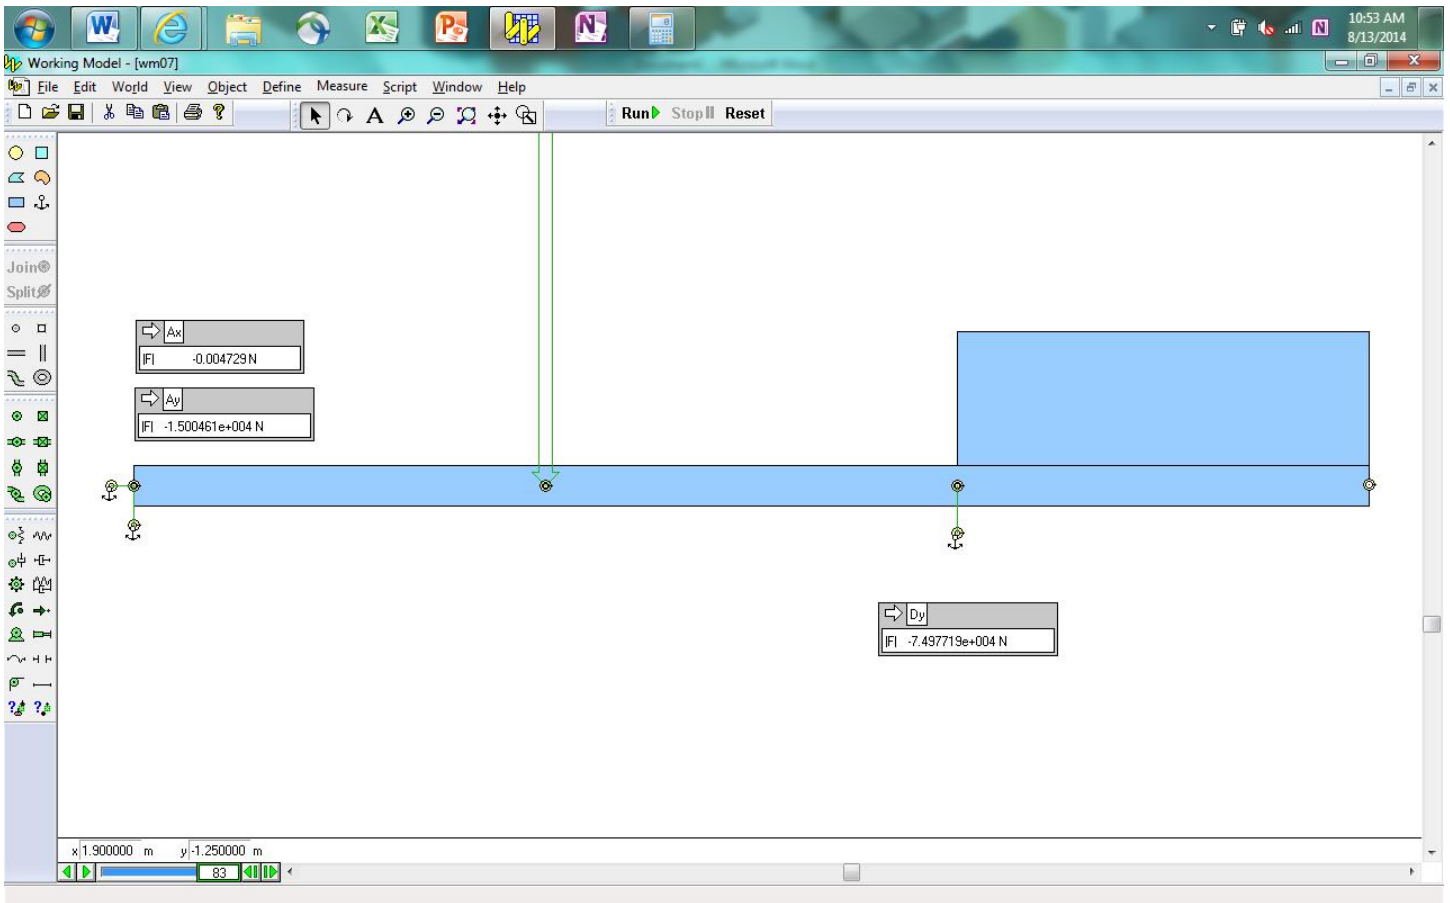 10:53 AM
8/13/2014
Working Model - [wm07]
File Edit World View Object Define Measure Script Window Help
Run Stop Reset
Join
Split
Ax
|F| -0.004729 N
Ay
|F| -1.500461e+004 N
Dy
|F| -7.497719e+004 N
x 1.900000 m y -1.250000 m
83